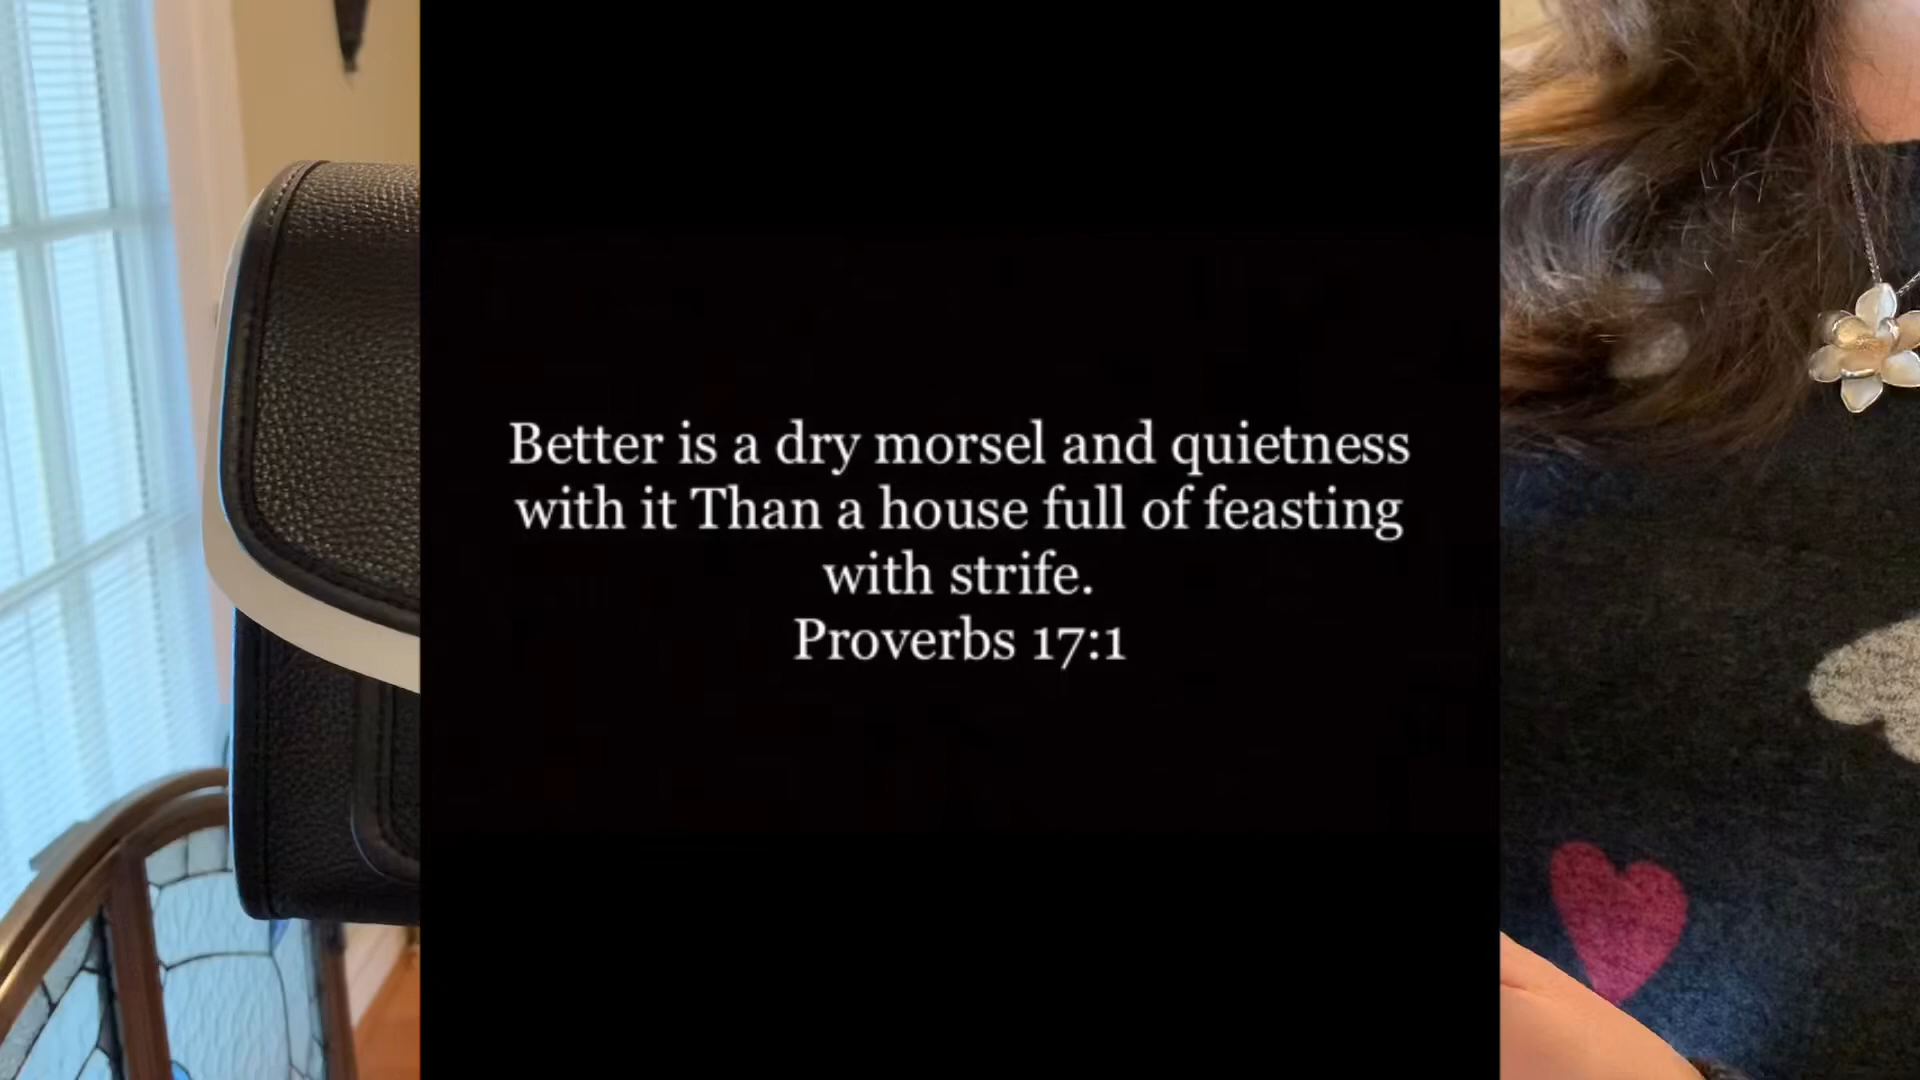 Better is a dry morsel and quietness
with it Than a house full of feasting
with strife.
Proverbs 17:1